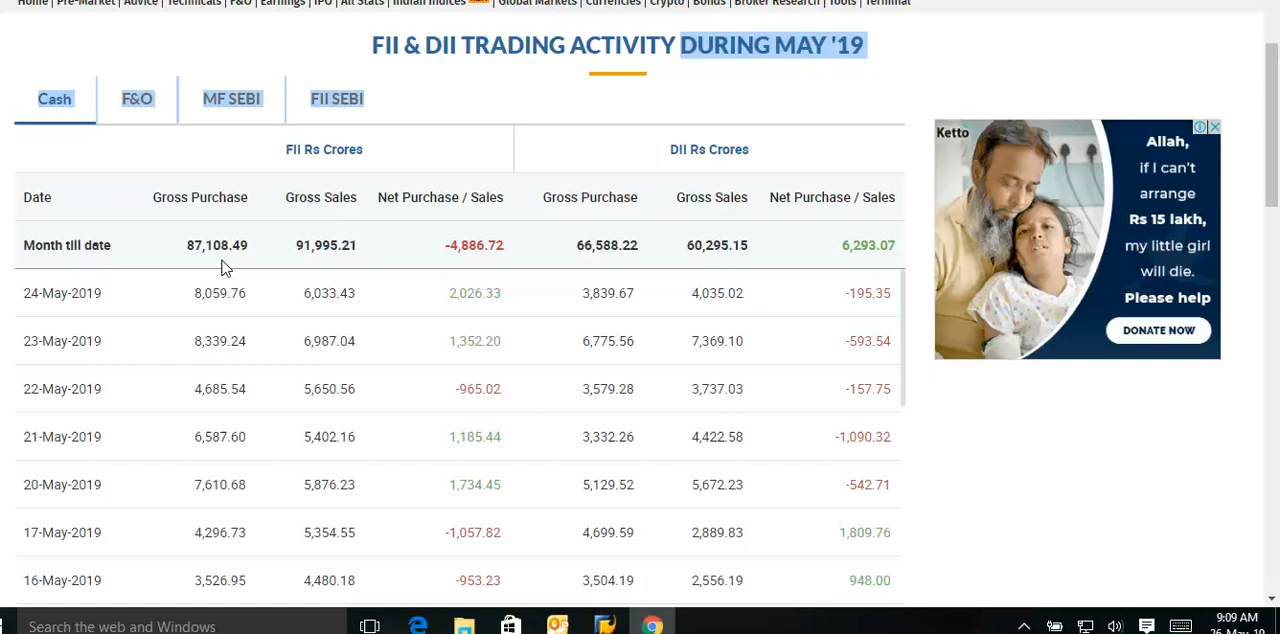 Home | Pre-Market | Advice | Technicals | F&O | Earnings | IPO | All Stats | Indian Indices | Global Markets | Currencies | Crypto | Bonds | Broker Research | Tools | Terminal
FII & DII TRADING ACTIVITY DURING MAY '19
Cash F&O MF SEBI FII SEBI
FII Rs Crores DII Rs Crores
Date Gross Purchase Gross Sales Net Purchase / Sales Gross Purchase Gross Sales Net Purchase / Sales
Month till date 87,108.49 91,995.21 -4,886.72 66,588.22 60,295.15 6,293.07
24-May-2019 8,059.76 6,033.43 2,026.33 3,839.67 4,035.02 -195.35
23-May-2019 8,339.24 6,987.04 1,352.20 6,775.56 7,369.10 -593.54
22-May-2019 4,685.54 5,650.56 -965.02 3,579.28 3,737.03 -157.75
21-May-2019 6,587.60 5,402.16 1,185.44 3,332.26 4,422.58 -1,090.32
20-May-2019 7,610.68 5,876.23 1,734.45 5,129.52 5,672.23 -542.71
17-May-2019 4,296.73 5,354.55 -1,057.82 4,699.59 2,889.83 1,809.76
16-May-2019 3,526.95 4,480.18 -953.23 3,504.19 2,556.19 948.00
Ketto
Allah,
if I can't
arrange
Rs 15 lakh,
my little girl
will die.
Please help
DONATE NOW
Search the web and Windows
9:09 AM
26-May-19